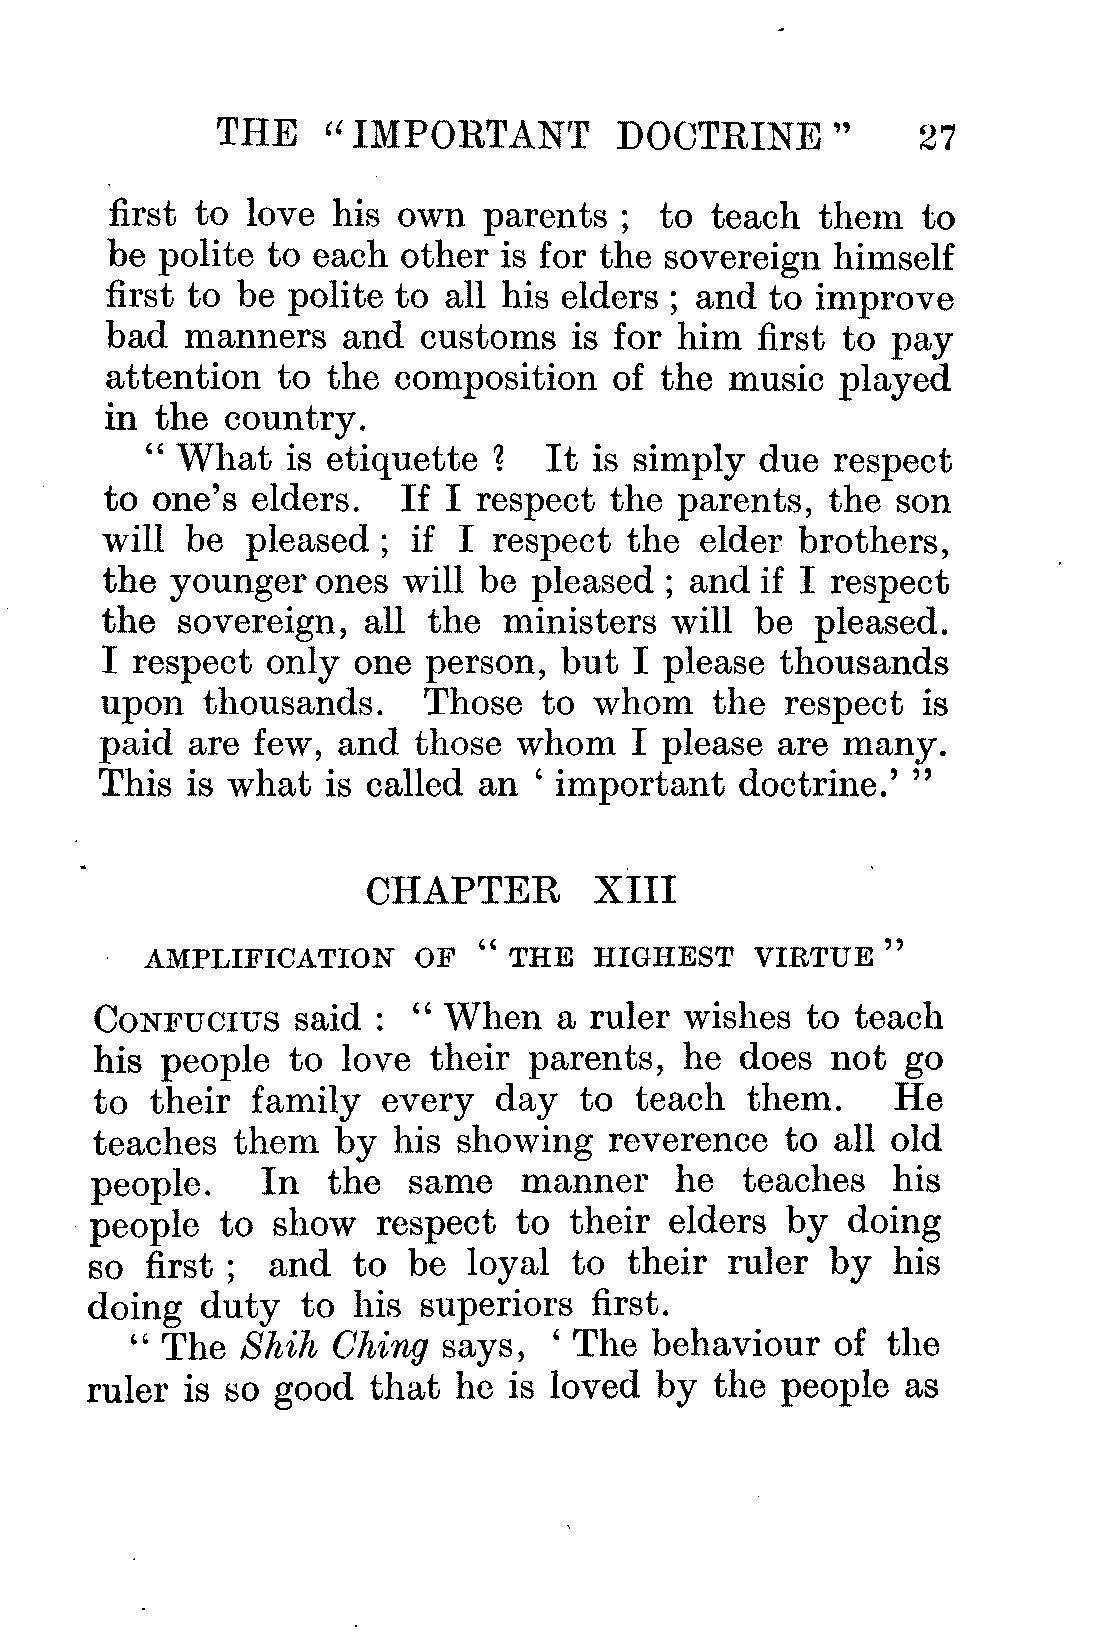 THE "IMPORTANT DOCTRINE" 27
first to love his own parents ; to teach them to
be polite to each other is for the sovereign himself
first to be polite to all his elders ; and to improve
bad manners and customs is for him first to pay
attention to the composition of the music played
in the country.
" What is etiquette ? It is simply due respect
to one's elders. If I respect the parents, the son
will be pleased ; if I respect the elder brothers,
the younger ones will be pleased ; and if I respect
the sovereign, all the ministers will be pleased.
I respect only one person, but I please thousands
upon thousands. Those to whom the respect is
paid are few, and those whom I please are many.
This is what is called an ' important doctrine.' "
CHAPTER XIII
AMPLIFICATION OF " THE HIGHEST VIRTUE "
CONFUCIUS said : " When a ruler wishes to teach
his people to love their parents, he does not go
to their family every day to teach them. He
teaches them by his showing reverence to all old
people. In the same manner he teaches his
people to show respect to their elders by doing
so first ; and to be loyal to their ruler by his
doing duty to his superiors first.
" The Shih Ching says, ' The behaviour of the
ruler is so good that he is loved by the people as